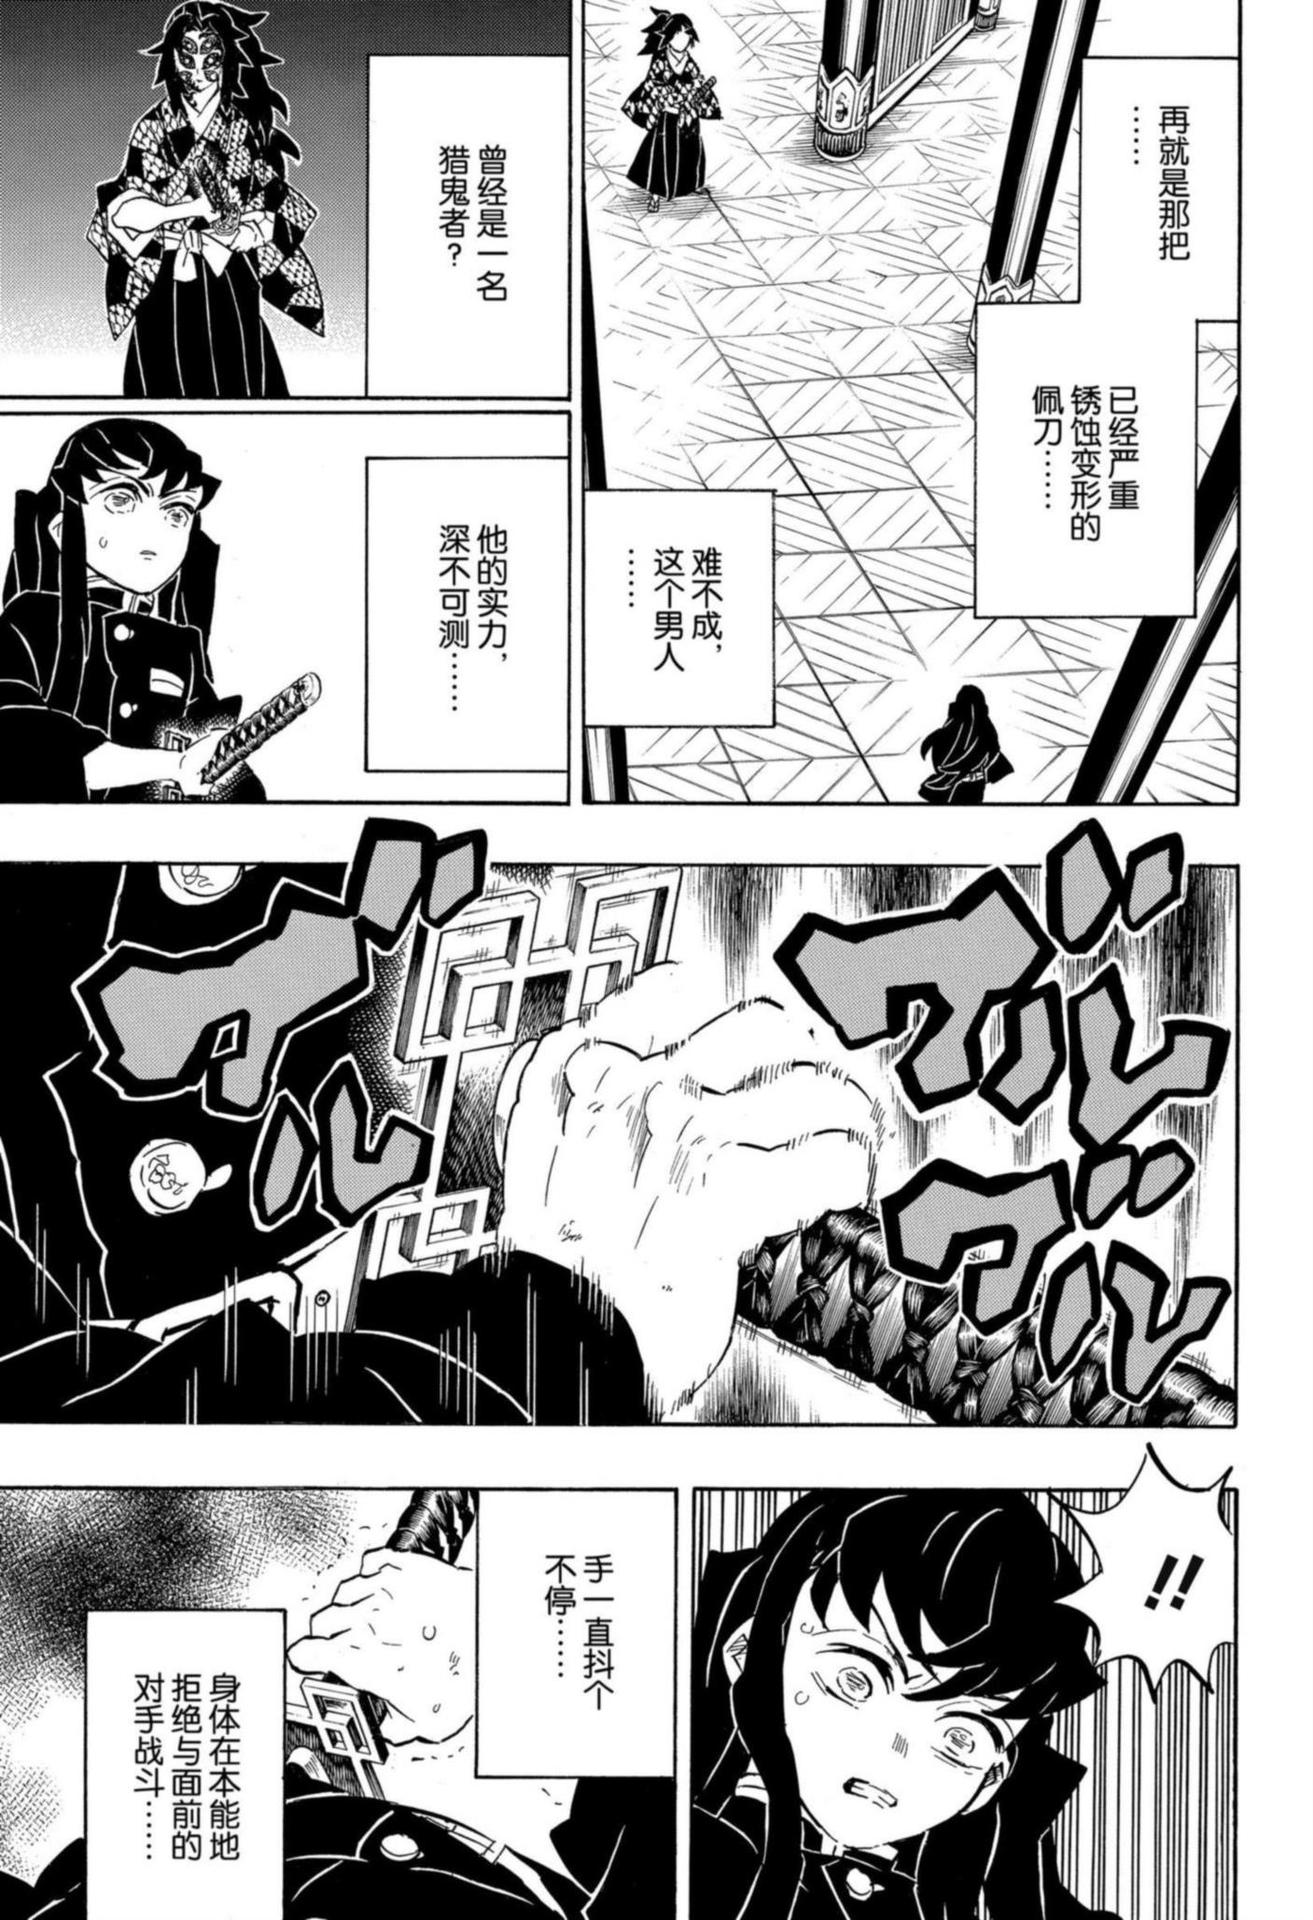 再就是那把
……
已经严重
锈蚀变形的
佩刀……
难不成，
这个男人
……
曾经是一名
猎鬼者？
他的实力，
深不可测……
ブルブル
ブル
!!
手一直抖个
不停……
身体在本能地
拒绝与面前的
对手战斗……